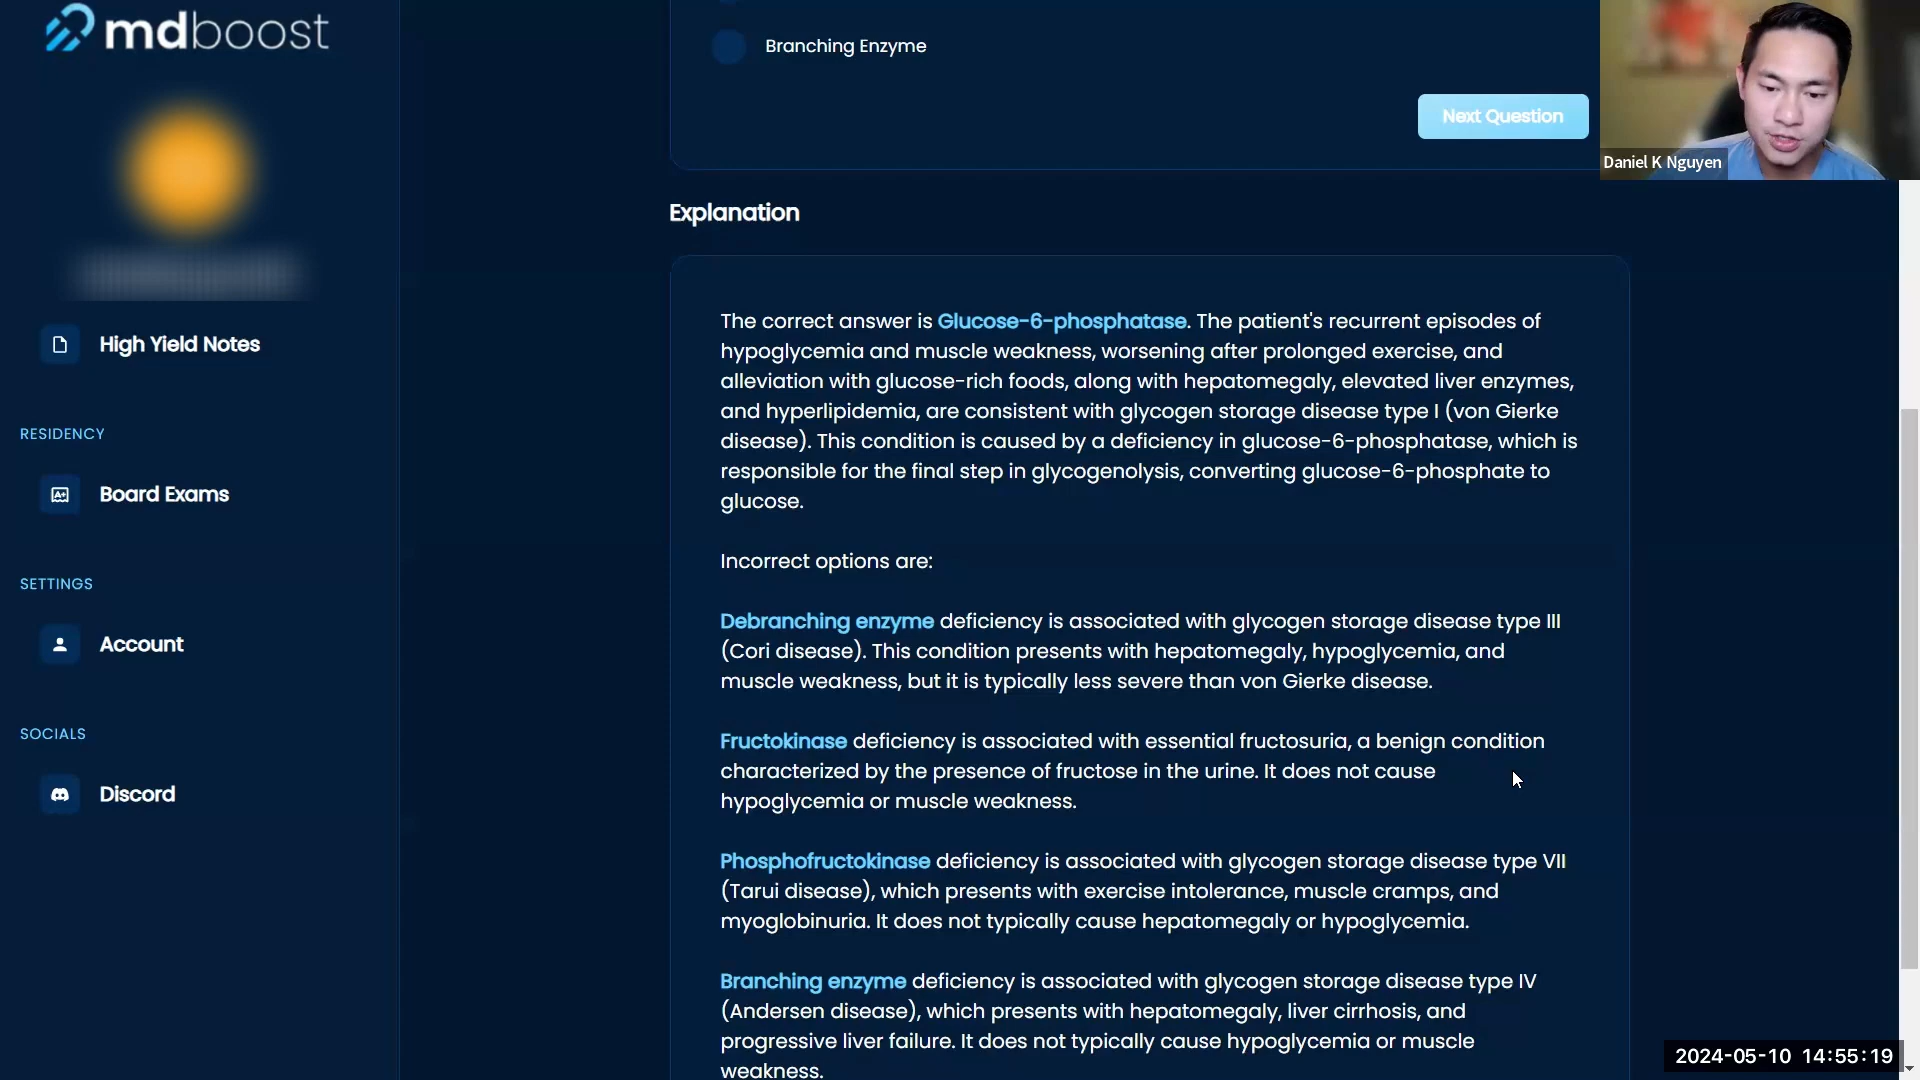 mdboost
High Yield Notes
RESIDENCY
Board Exams
SETTINGS
Account
SOCIALS
Discord
Branching Enzyme
Next Question
Daniel K Nguyen
Explanation
The correct answer is Glucose-6-phosphatase. The patient's recurrent episodes of
hypoglycemia and muscle weakness, worsening after prolonged exercise, and
alleviation with glucose-rich foods, along with hepatomegaly, elevated liver enzymes,
and hyperlipidemia, are consistent with glycogen storage disease type I (von Gierke
disease). This condition is caused by a deficiency in glucose-6-phosphatase, which is
responsible for the final step in glycogenolysis, converting glucose-6-phosphate to
glucose.
Incorrect options are:
Debranching enzyme deficiency is associated with glycogen storage disease type III
(Cori disease). This condition presents with hepatomegaly, hypoglycemia, and
muscle weakness, but it is typically less severe than von Gierke disease.
Fructokinase deficiency is associated with essential fructosuria, a benign condition
characterized by the presence of fructose in the urine. It does not cause
hypoglycemia or muscle weakness.
Phosphofructokinase deficiency is associated with glycogen storage disease type VII
(Tarui disease), which presents with exercise intolerance, muscle cramps, and
myoglobinuria. It does not typically cause hepatomegaly or hypoglycemia.
Branching enzyme deficiency is associated with glycogen storage disease type IV
(Andersen disease), which presents with hepatomegaly, liver cirrhosis, and
progressive liver failure. It does not typically cause hypoglycemia or muscle
weakness.
2024-05-10 14:55:19